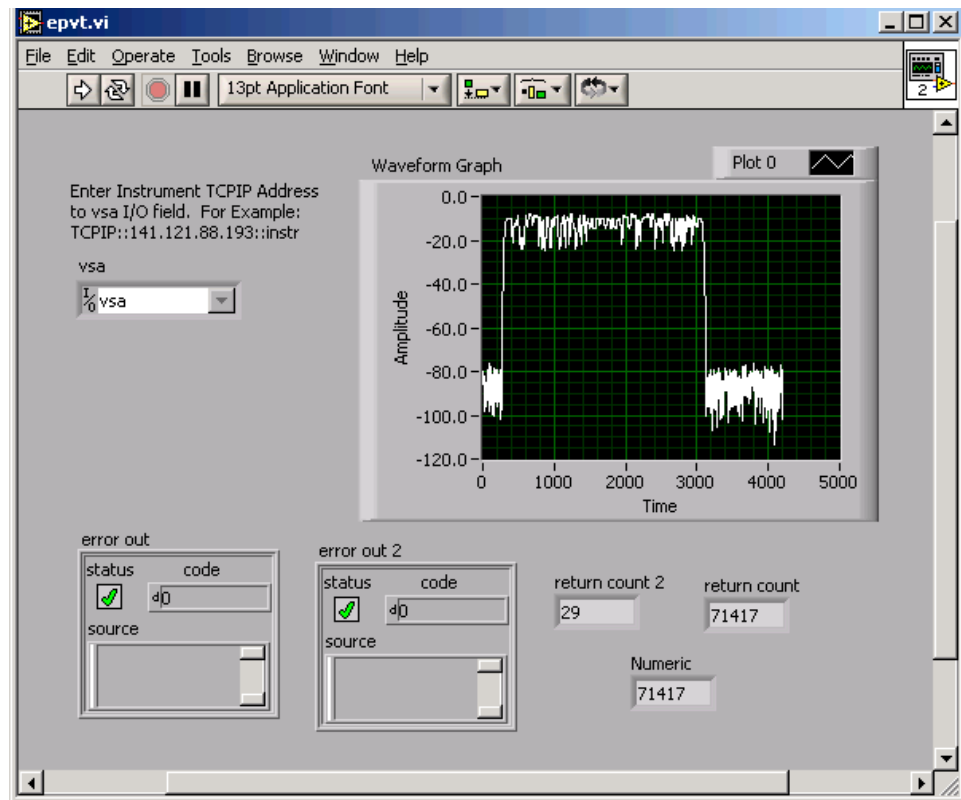 epvt.vi
File Edit Operate Tools Browse Window Help
13pt Application Font
2
Enter Instrument TCPIP Address
to vsa I/O field. For Example:
TCPIP::141.121.88.193::instr
vsa
I/O vsa
Waveform Graph
Plot 0
0.0
-20.0
-40.0
-60.0
-80.0
-100.0
-120.0
Amplitude
0 1000 2000 3000 4000 5000
Time
error out
status code
d 0
source
error out 2
status code
d 0
source
return count 2
29
return count
71417
Numeric
71417